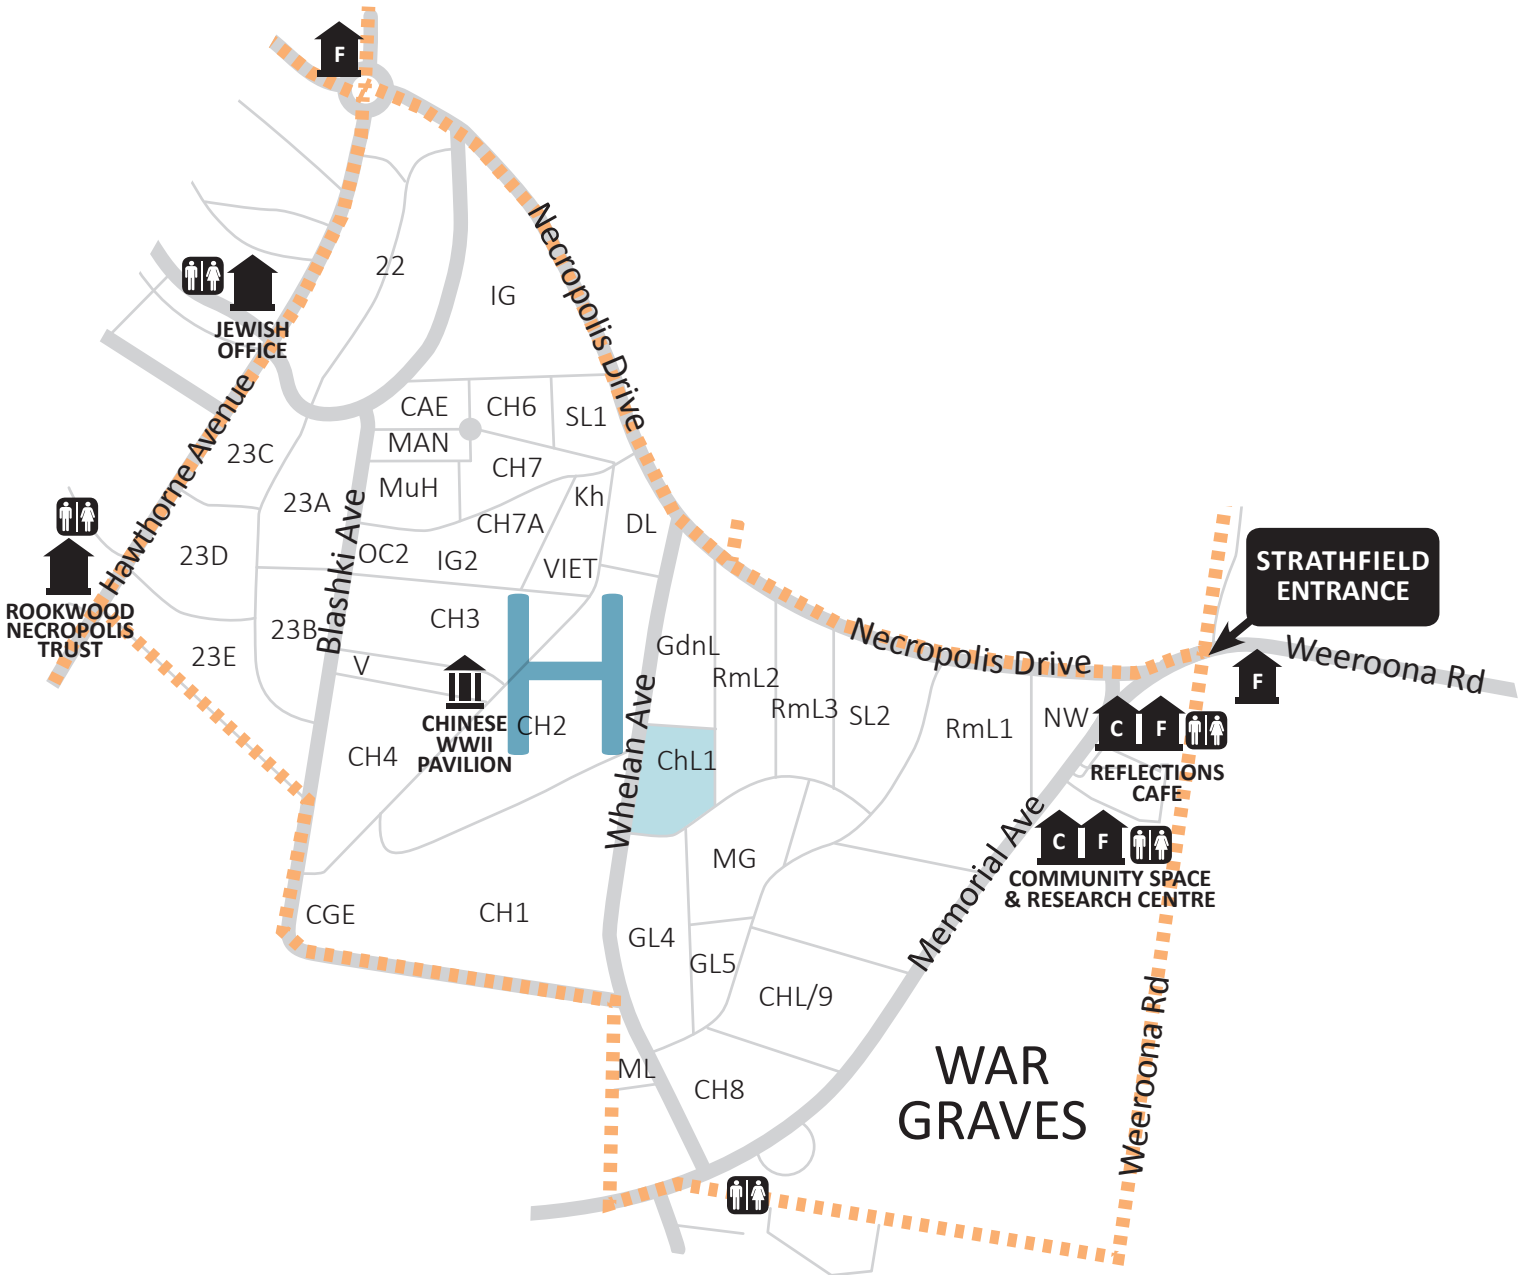 F
Necropolis Drive
22
IG
JEWISH
OFFICE
Hawthorne Avenue
CAE
CH6
SL1
MAN
23C
CH7
MuH
23A
Kh
CH7A
DL
Blashki Ave
OC2
IG2
VIET
23D
STRATHFIELD
ENTRANCE
ROOKWOOD
NECROPOLIS
TRUST
23B
CH3
23E
V
H
GdnL
RmL2
Necropolis Drive
Weeroona Rd
F
RmL3
SL2
RmL1
NW
C
F
CHINESE
WWII
PAVILION
CH2
CH4
Whelan Ave
ChL1
REFLECTIONS
CAFE
Memorial Ave
C
F
MG
COMMUNITY SPACE
& RESEARCH CENTRE
CGE
CH1
GL4
GL5
CHL/9
Weeroona Rd
ML
CH8
WAR
GRAVES